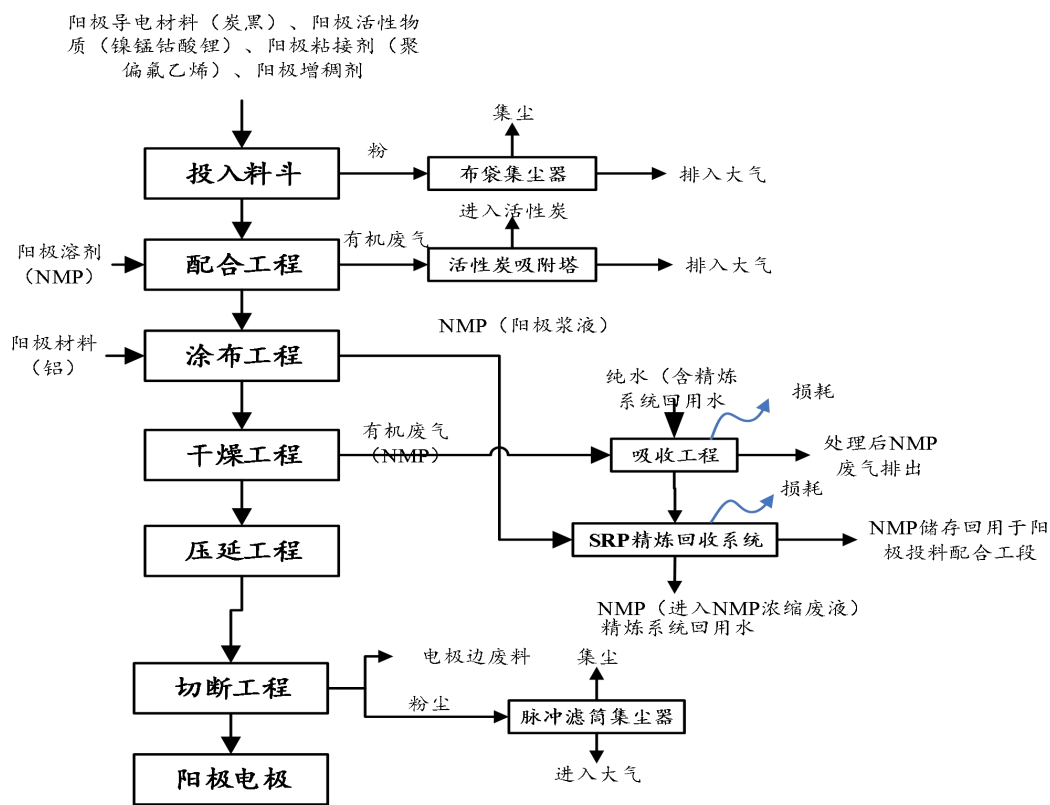 阳极导电材料（炭黑）、阳极活性物
质（镍锰钴酸锂）、阳极粘接剂（聚
偏氟乙烯）、阳极增稠剂
集尘
粉
投入料斗
布袋集尘器
排入大气
进入活性炭
阳极溶剂
（NMP）
配合工程
有机废气
活性炭吸附塔
排入大气
NMP（阳极浆液）
阳极材料
（铝）
涂布工程
纯水（含精炼
系统回用水
损耗
干燥工程
有机废气
（NMP）
吸收工程
处理后NMP
废气排出
损耗
压延工程
SRP精炼回收系统
NMP储存回用于阳
极投料配合工段
NMP（进入NMP浓缩废液）
精炼系统回用水
电极边废料
集尘
切断工程
粉尘
脉冲滤筒集尘器
阳极电极
进入大气